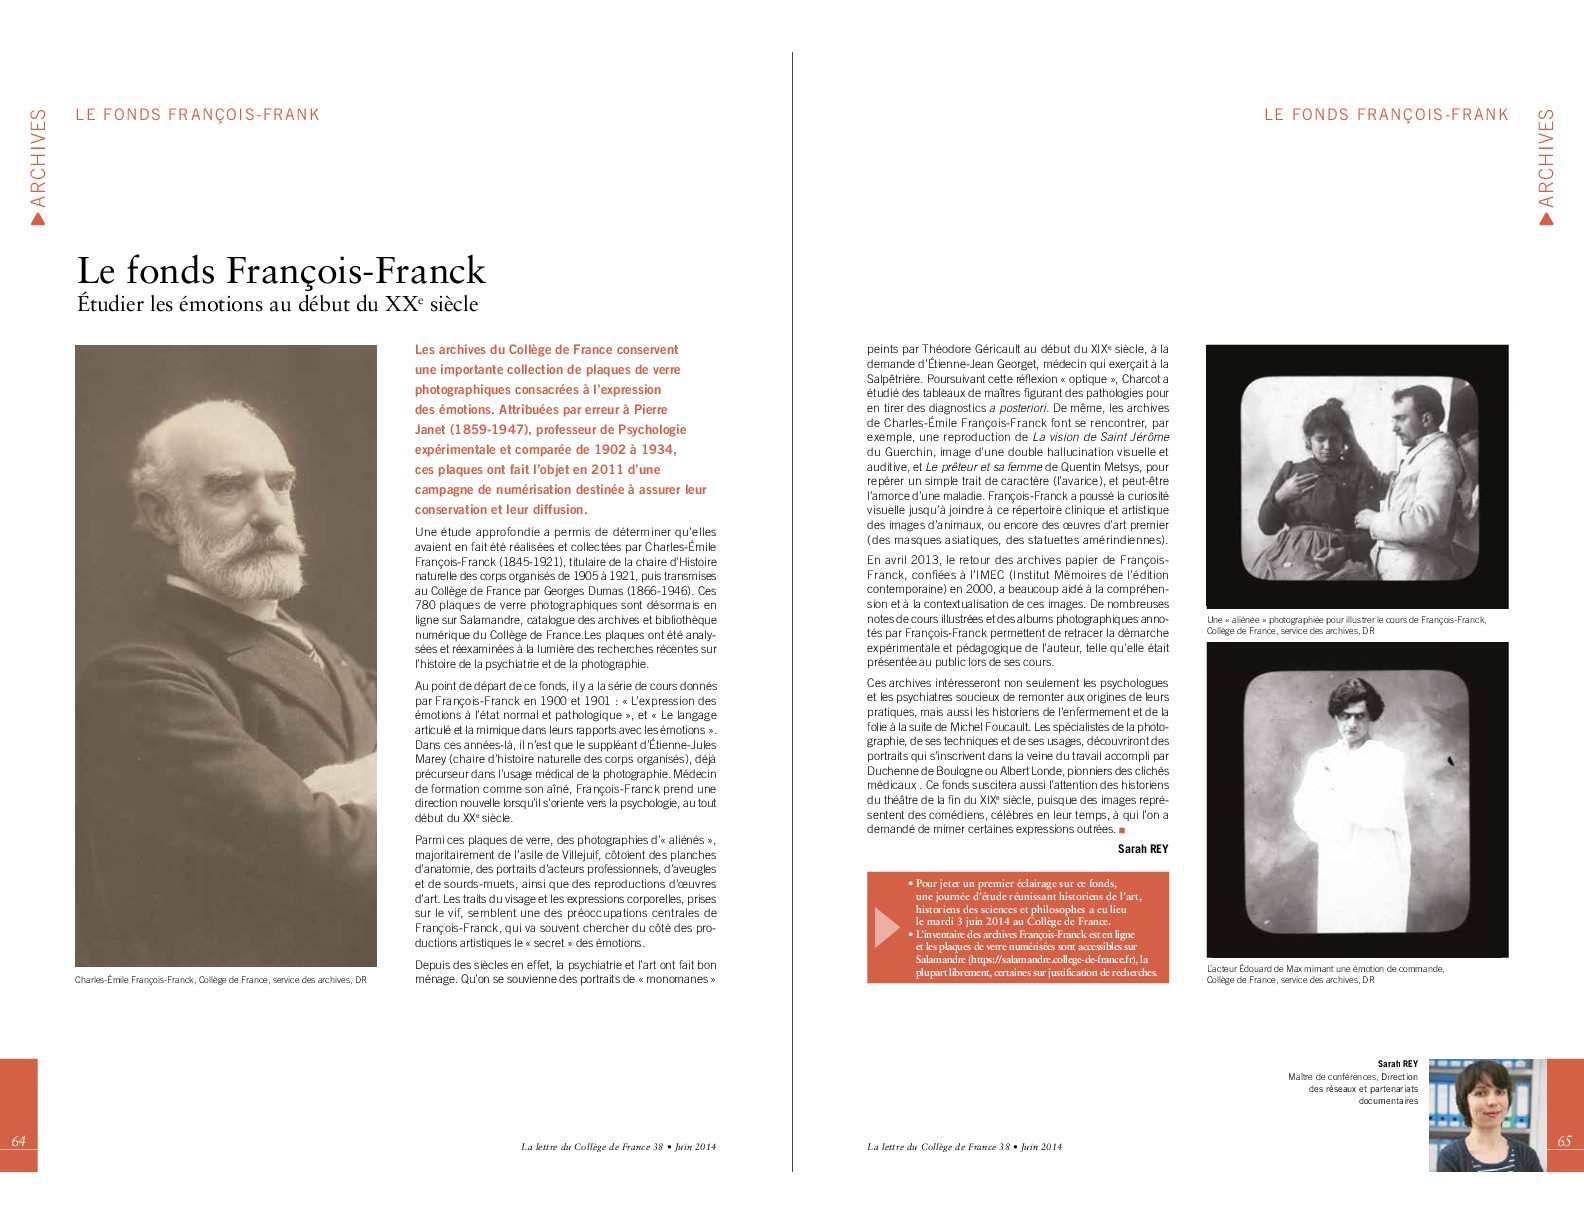 ARCHIVES
LE FONDS FRANÇOIS-FRANK
Le fonds François-Franck
Étudier les émotions au début du XXe siècle
Charles-Émile François-Franck, Collège de France, service des archives, DR
Les archives du Collège de France conservent
une importante collection de plaques de verre
photographiques consacrées à l'expression
des émotions. Attribuées par erreur à Pierre
Janet (1859-1947), professeur de Psychologie
expérimentale et comparée de 1902 à 1934,
ces plaques ont fait l'objet en 2011 d'une
campagne de numérisation destinée à assurer leur
conservation et leur diffusion.
Une étude approfondie a permis de déterminer qu'elles
avaient en fait été réalisées et collectées par Charles-Émile
François-Franck (1845-1921), titulaire de la chaire d'Histoire
naturelle des corps organisés de 1905 à 1921, puis transmises
au Collège de France par Georges Dumas (1866-1946). Ces
780 plaques de verre photographiques sont désormais en
ligne sur Salamandre, catalogue des archives et bibliothèque
numérique du Collège de France.Les plaques ont été analy-
sées et réexaminées à la lumière des recherches récentes sur
l'histoire de la psychiatrie et de la photographie.
Au point de départ de ce fonds, il y a la série de cours donnés
par François-Franck en 1900 et 1901 : « L'expression des
émotions à l'état normal et pathologique », et « Le langage
articulé et la mimique dans leurs rapports avec les émotions ».
Dans ces années-là, il n'est que le suppléant d'Étienne-Jules
Marey (chaire d'histoire naturelle des corps organisés), déjà
précurseur dans l'usage médical de la photographie. Médecin
de formation comme son aîné, François-Franck prend une
direction nouvelle lorsqu'il s'oriente vers la psychologie, au tout
début du XXe siècle.
Parmi ces plaques de verre, des photographies d'« aliénés »,
majoritairement de l'asile de Villejuif, côtoient des planches
d'anatomie, des portraits d'acteurs professionnels, d'aveugles
et de sourds-muets, ainsi que des reproductions d'œuvres
d'art. Les traits du visage et les expressions corporelles, prises
sur le vif, semblent une des préoccupations centrales de
François-Franck, qui va souvent chercher du côté des pro-
ductions artistiques le « secret » des émotions.
Depuis des siècles en effet, la psychiatrie et l'art ont fait bon
ménage. Qu'on se souvienne des portraits de « monomanes »
64
La lettre du Collège de France 38 • Juin 2014
LE FONDS FRANÇOIS-FRANK
ARCHIVES
peints par Théodore Géricault au début du XIXe siècle, à la
demande d'Étienne-Jean Georget, médecin qui exerçait à la
Salpêtrière. Poursuivant cette réflexion « optique », Charcot a
étudié des tableaux de maîtres figurant des pathologies pour
en tirer des diagnostics a posteriori. De même, les archives
de Charles-Émile François-Franck font se rencontrer, par
exemple, une reproduction de La vision de Saint Jérôme
du Guerchin, image d'une double hallucination visuelle et
auditive, et Le prêteur et sa femme de Quentin Metsys, pour
repérer un simple trait de caractère (l'avarice), et peut-être
l'amorce d'une maladie. François-Franck a poussé la curiosité
visuelle jusqu'à joindre à ce répertoire clinique et artistique
des images d'animaux, ou encore des œuvres d'art premier
(des masques asiatiques, des statuettes amérindiennes).
En avril 2013, le retour des archives papier de François-
Franck, confiées à l'IMEC (Institut Mémoires de l'édition
contemporaine) en 2000, a beaucoup aidé à la compréhen-
sion et à la contextualisation de ces images. De nombreuses
notes de cours illustrées et des albums photographiques anno-
tés par François-Franck permettent de retracer la démarche
expérimentale et pédagogique de l'auteur, telle qu'elle était
présentée au public lors de ses cours.
Ces archives intéresseront non seulement les psychologues
et les psychiatres soucieux de remonter aux origines de leurs
pratiques, mais aussi les historiens de l'enfermement et de la
folie à la suite de Michel Foucault. Les spécialistes de la photo-
graphie, de ses techniques et de ses usages, découvriront des
portraits qui s'inscrivent dans la veine du travail accompli par
Duchenne de Boulogne ou Albert Londe, pionniers des clichés
médicaux . Ce fonds suscitera aussi l'attention des historiens
du théâtre de la fin du XIXe siècle, puisque des images repré-
sentent des comédiens, célèbres en leur temps, à qui l'on a
demandé de mimer certaines expressions outrées. ■
Sarah REY
• Pour jeter un premier éclairage sur ce fonds,
une journée d'étude réunissant historiens de l'art,
historiens des sciences et philosophes a eu lieu
le mardi 3 juin 2014 au Collège de France.
• L'inventaire des archives François-Franck est en ligne
et les plaques de verre numérisées sont accessibles sur
Salamandre (https://salamandre.college-de-france.fr), la
plupart librement, certaines sur justification de recherches.
Une « aliénée » photographiée pour illustrer le cours de François-Franck,
Collège de France, service des archives, DR
L'acteur Édouard de Max mimant une émotion de commande,
Collège de France, service des archives, DR
Sarah REY
Maître de conférences, Direction
des réseaux et partenariats
documentaires
La lettre du Collège de France 38 • Juin 2014
65